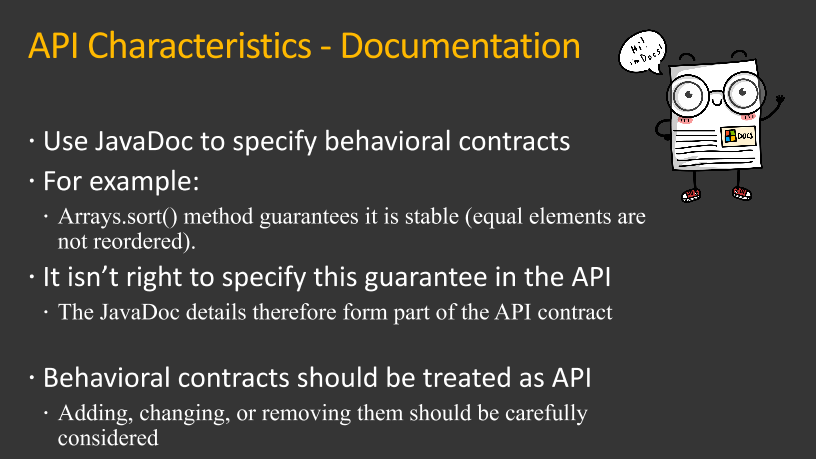 API Characteristics - Documentation
Hi!
im Docs!
DOCS
· Use JavaDoc to specify behavioral contracts
· For example:
· Arrays.sort() method guarantees it is stable (equal elements are
not reordered).
· It isn’t right to specify this guarantee in the API
· The JavaDoc details therefore form part of the API contract
· Behavioral contracts should be treated as API
· Adding, changing, or removing them should be carefully
considered